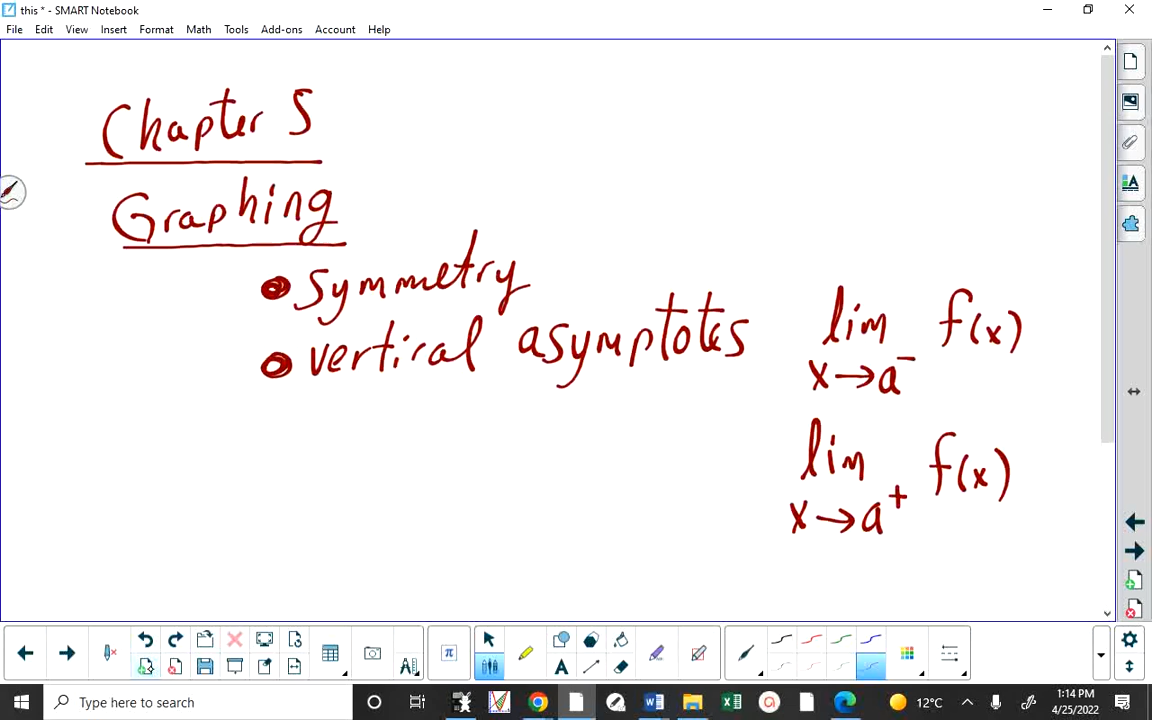 this * - SMART Notebook
File Edit View Insert Format Math Tools Add-ons Account Help
Chapter 5
Graphing
• symmetry
• vertical asymptotes
lim f(x)
x→a⁻
lim f(x)
x→a⁺
π
A
Type here to search
12°C
1:14 PM
4/25/2022